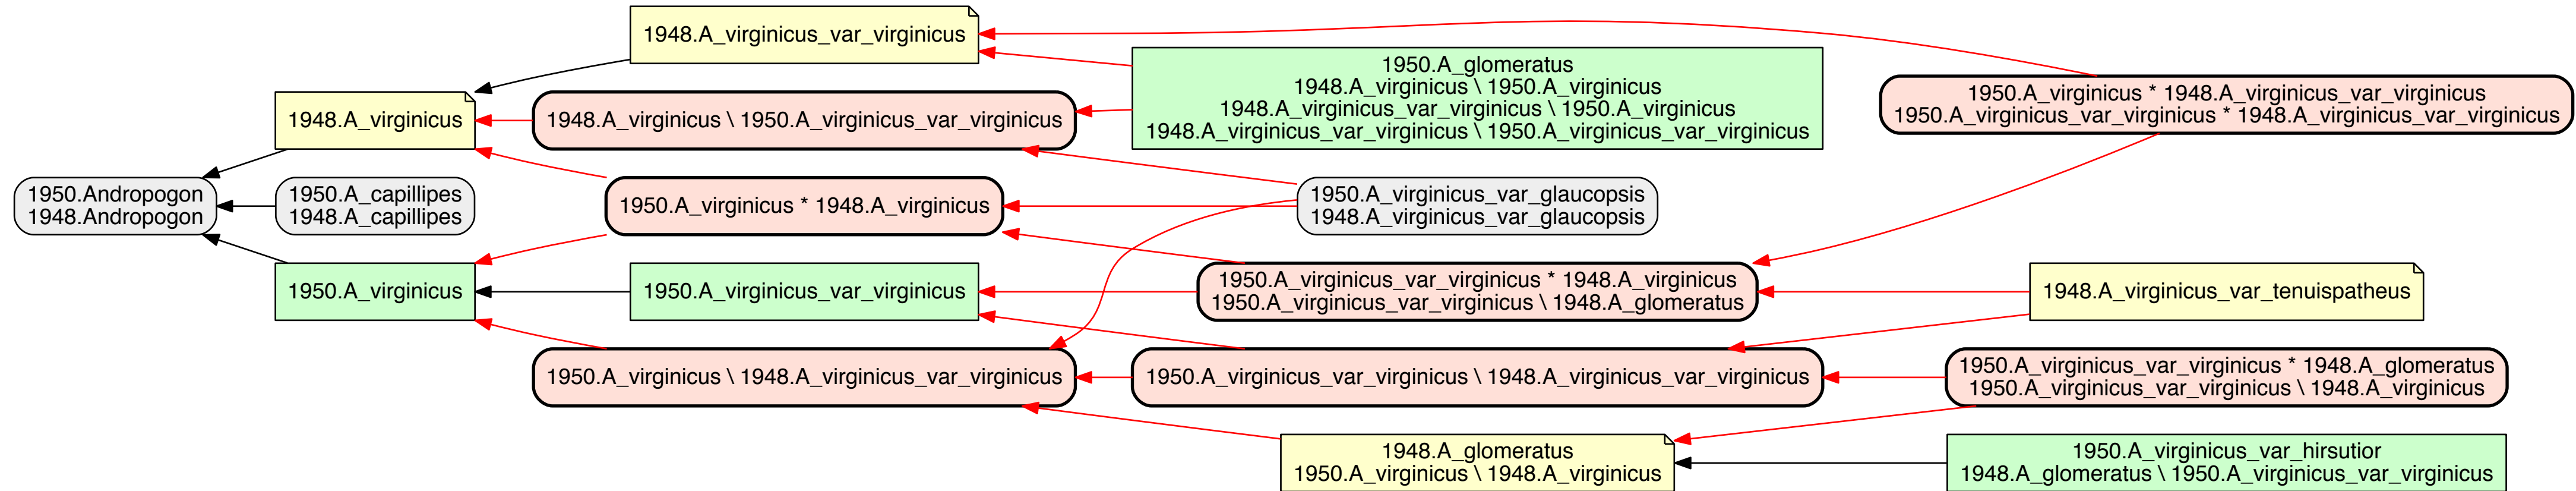 1948.A_virginicus_var_virginicus
1950.A_glomeratus
1948.A_virginicus \ 1950.A_virginicus
1948.A_virginicus_var_virginicus \ 1950.A_virginicus
1948.A_virginicus_var_virginicus \ 1950.A_virginicus_var_virginicus
1950.A_virginicus * 1948.A_virginicus_var_virginicus
1950.A_virginicus_var_virginicus * 1948.A_virginicus_var_virginicus
1948.A_virginicus
1948.A_virginicus \ 1950.A_virginicus_var_virginicus
1950.Andropogon
1948.Andropogon
1950.A_capillipes
1948.A_capillipes
1950.A_virginicus * 1948.A_virginicus
1950.A_virginicus_var_glaucopsis
1948.A_virginicus_var_glaucopsis
1950.A_virginicus
1950.A_virginicus_var_virginicus
1950.A_virginicus_var_virginicus * 1948.A_virginicus
1950.A_virginicus_var_virginicus \ 1948.A_glomeratus
1948.A_virginicus_var_tenuispatheus
1950.A_virginicus \ 1948.A_virginicus_var_virginicus
1950.A_virginicus_var_virginicus \ 1948.A_virginicus_var_virginicus
1950.A_virginicus_var_virginicus * 1948.A_glomeratus
1950.A_virginicus_var_virginicus \ 1948.A_virginicus
1948.A_glomeratus
1950.A_virginicus \ 1948.A_virginicus
1950.A_virginicus_var_hirsutior
1948.A_glomeratus \ 1950.A_virginicus_var_virginicus